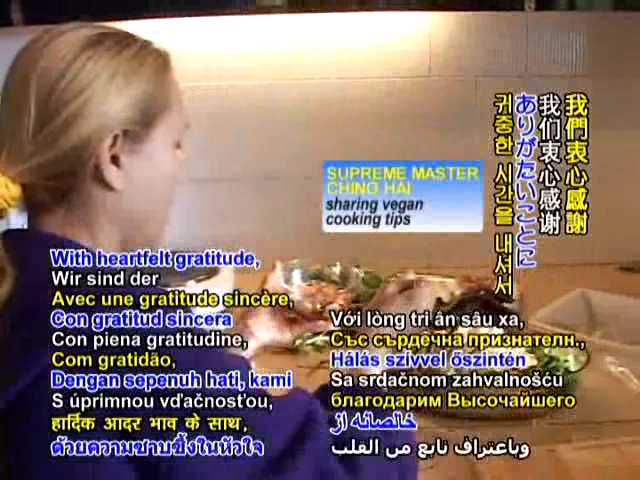 SUPREME MASTER
CHING HAI
sharing vegan
cooking tips
我們衷心感謝
我们衷心感谢
ありがたいことに
귀중한 시간을 내셔서
With heartfelt gratitude,
Wir sind der
Avec une gratitude sincère,
Con gratitud sincera
Con piena gratitudine,
Com gratidão,
Dengan sepenuh hati, kami
S úprimnou vďačnosťou,
हार्दिक आदर भाव के साथ,
ด้วยความซาบซึ้งในหัวใจ
Với lòng tri ân sâu xa,
Със сърдечна признателн.,
Hálás szívvel őszintén
Sa srdačnom zahvalnošću
благодарим Высочайшего
خالصانه از
وباعتراف نابع من القلب